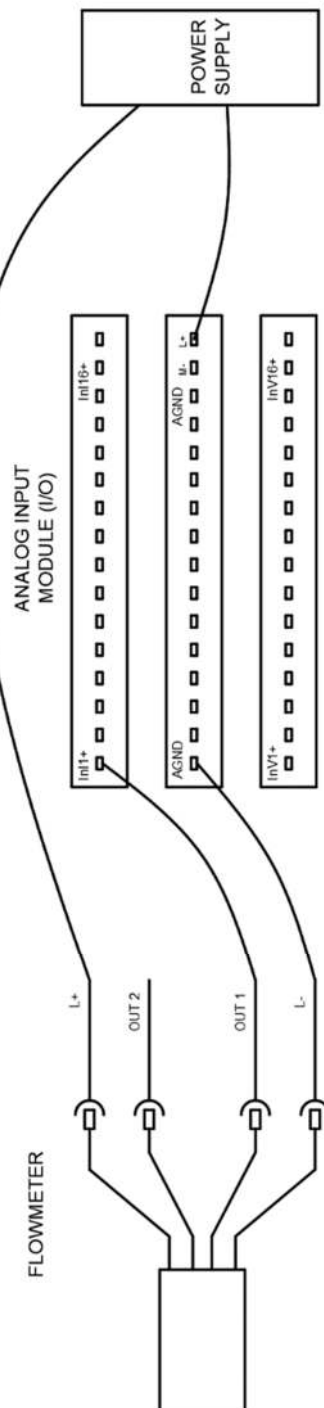 FLOWMETER
L+
OUT 2
OUT 1
L-
ANALOG INPUT
MODULE (I/O)
InI1+
InI16+
AGND
AGND
M-
L+
InV1+
InV16+
POWER
SUPPLY